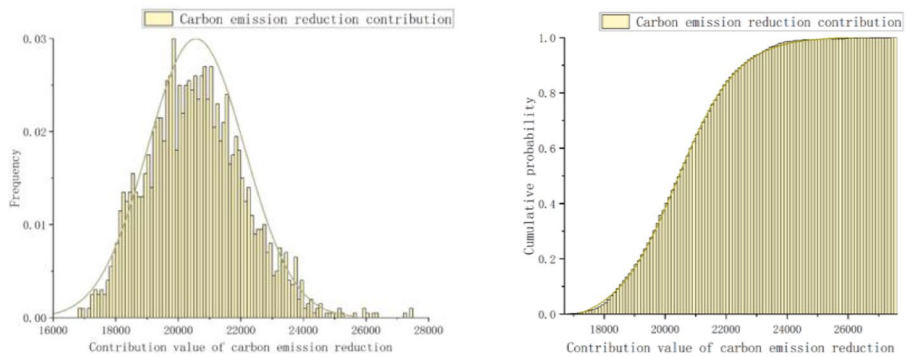 Carbon emission reduction contribution
0.03
0.02
0.01
0.00
Frequency
16000 18000 20000 22000 24000 26000 28000
Contribution value of carbon emission reduction
Carbon emission reduction contribution
1.0
0.8
0.6
0.4
0.2
0.0
Cumulative probability
18000 20000 22000 24000 26000
Contribution value of carbon emission reduction